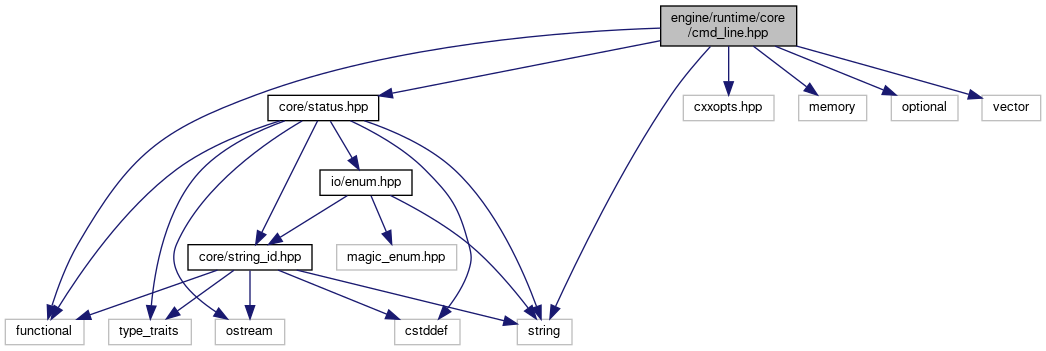 engine/runtime/core
/cmd_line.hpp
core/status.hpp
cxxopts.hpp
memory
optional
vector
io/enum.hpp
core/string_id.hpp
magic_enum.hpp
functional
type_traits
ostream
cstddef
string